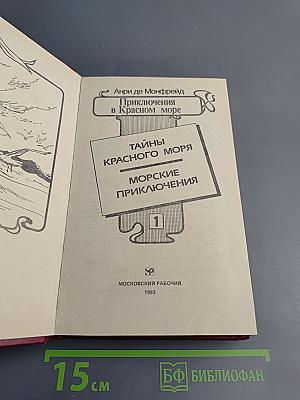 Анри де Монфрейд
Приключения
в Красном море
ТАЙНЫ
КРАСНОГО МОРЯ
МОРСКИЕ
ПРИКЛЮЧЕНИЯ
1
МОСКОВСКИЙ РАБОЧИЙ
1993
15 см
БФ БИБЛИОФАН